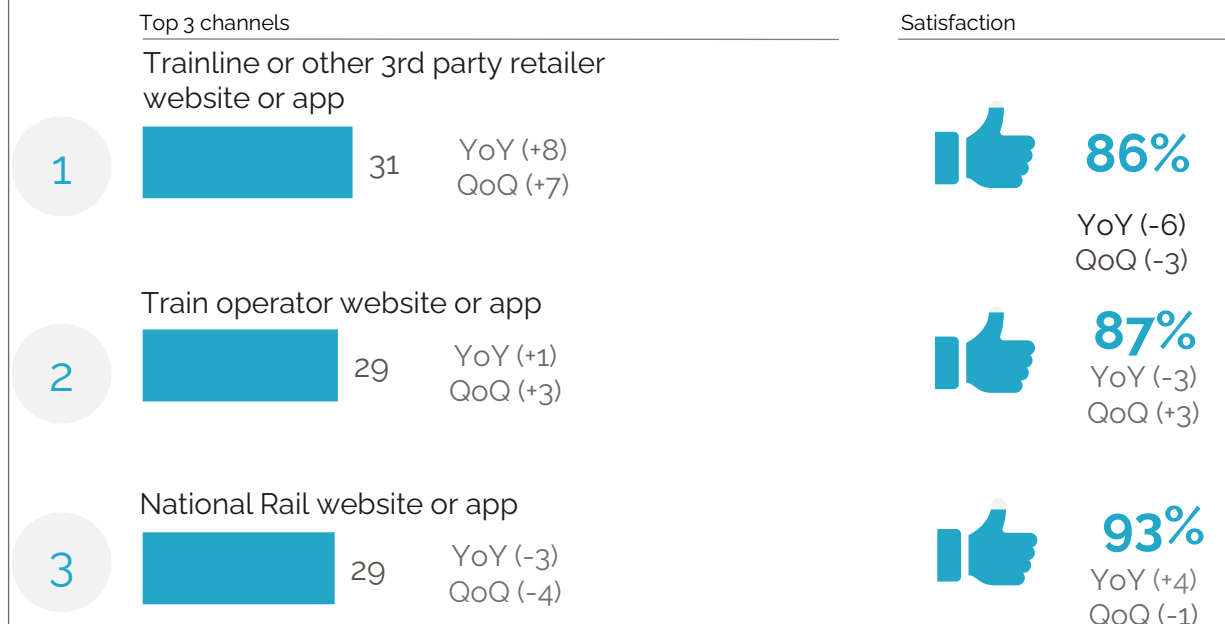 Top 3 channels
Satisfaction
Trainline or other 3rd party retailer
website or app
1
31
YoY (+8)
QoQ (+7)
86%
YoY (-6)
QoQ (-3)
Train operator website or app
2
29
YoY (+1)
QoQ (+3)
87%
YoY (-3)
QoQ (+3)
National Rail website or app
3
29
YoY (-3)
QoQ (-4)
93%
YoY (+4)
QoQ (-1)